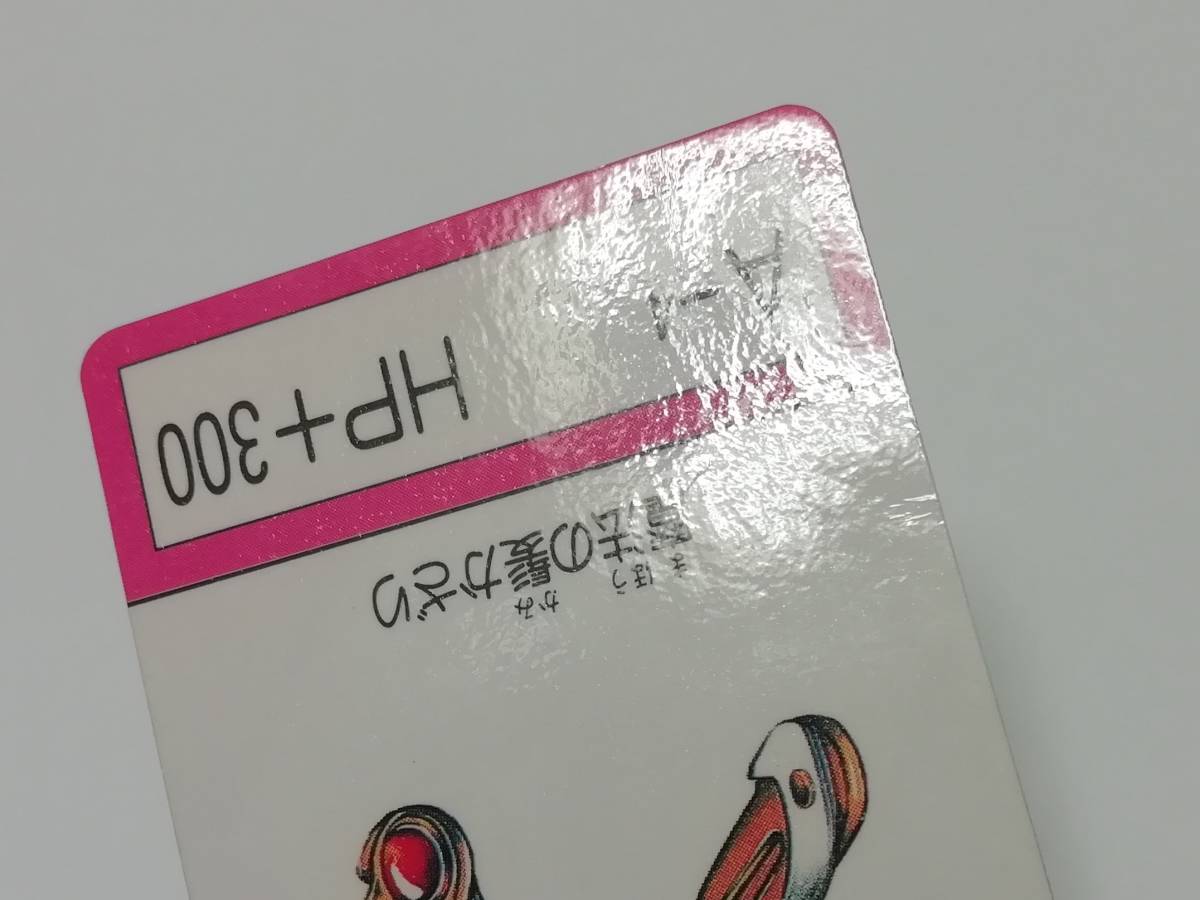 まほう かみ
魔法の髪かざり
A-1 HP+300